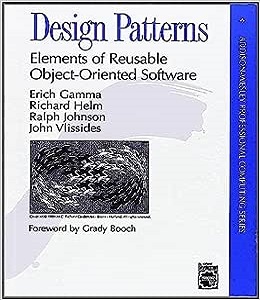 Design Patterns
Elements of Reusable
Object-Oriented Software
Erich Gamma
Richard Helm
Ralph Johnson
John Vlissides
Foreword by Grady Booch
ADDISON-WESLEY PROFESSIONAL COMPUTING SERIES